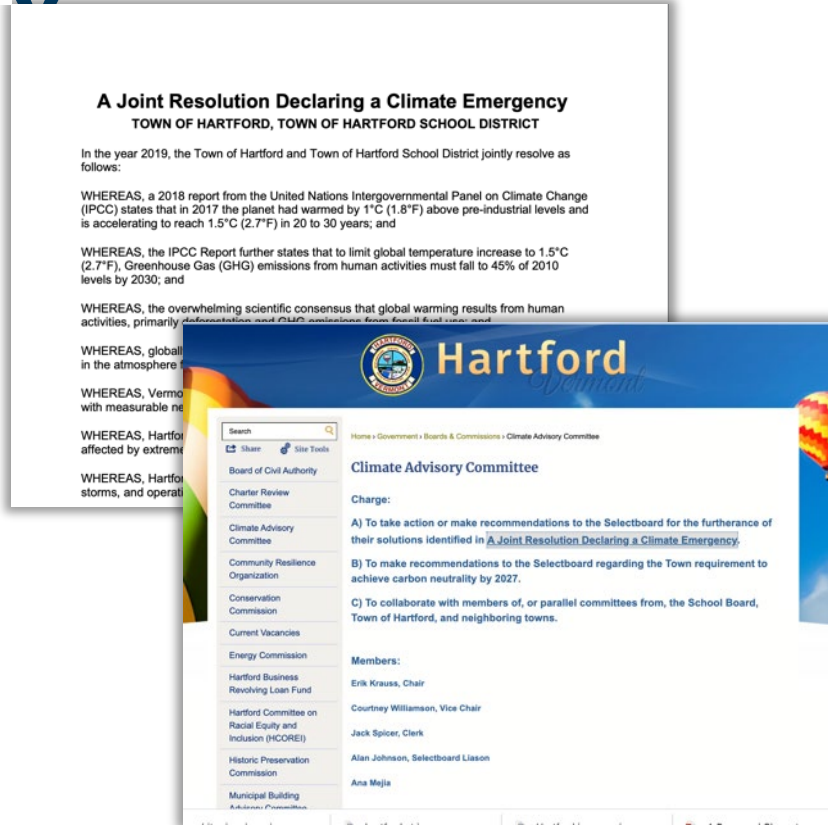 A Joint Resolution Declaring a Climate Emergency
TOWN OF HARTFORD, TOWN OF HARTFORD SCHOOL DISTRICT
In the year 2019, the Town of Hartford and Town of Hartford School District jointly resolve as
follows:
WHEREAS, a 2018 report from the United Nations Intergovernmental Panel on Climate Change
(IPCC) states that in 2017 the planet had warmed by 1°C (1.8°F) above pre-industrial levels and
is accelerating to reach 1.5°C (2.7°F) in 20 to 30 years; and
WHEREAS, the IPCC Report further states that to limit global temperature increase to 1.5°C
(2.7°F), Greenhouse Gas (GHG) emissions from human activities must fall to 45% of 2010
levels by 2030; and
WHEREAS, the overwhelming scientific consensus that global warming results from human
activities, primarily deforestation and GHG emissions from fossil fuel use; and
WHEREAS, globall
in the atmosphere
WHEREAS, Vermo
with measurable ne
WHEREAS, Hartfor
affected by extreme
WHEREAS, Hartfor
storms, and operati
HARTFORD
VERMONT
Hartford
Vermont
Search
Share Site Tools
Board of Civil Authority
Charter Review
Committee
Climate Advisory
Committee
Community Resilience
Organization
Conservation
Commission
Current Vacancies
Energy Commission
Hartford Business
Revolving Loan Fund
Hartford Committee on
Racial Equity and
Inclusion (HCOREI)
Historic Preservation
Commission
Municipal Building
Advisory Committee
Home › Government › Boards & Commissions › Climate Advisory Committee
Climate Advisory Committee
Charge:
A) To take action or make recommendations to the Selectboard for the furtherance of
their solutions identified in A Joint Resolution Declaring a Climate Emergency.
B) To make recommendations to the Selectboard regarding the Town requirement to
achieve carbon neutrality by 2027.
C) To collaborate with members of, or parallel committees from, the School Board,
Town of Hartford, and neighboring towns.
Members:
Erik Krauss, Chair
Courtney Williamson, Vice Chair
Jack Spicer, Clerk
Alan Johnson, Selectboard Liason
Ana Mejia